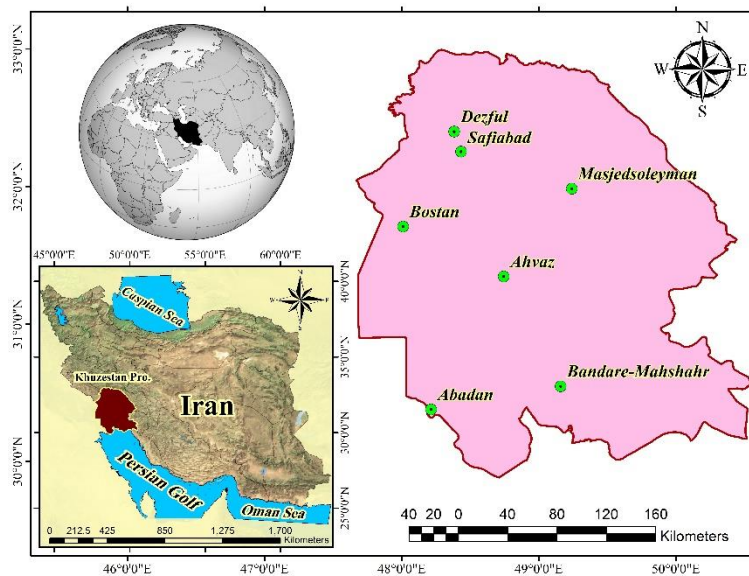 33°0'0"N
32°0'0"N
31°0'0"N
30°0'0"N
N
W E
S
Dezful
Safiabad
Masjedsoleyman
Bostan
Ahvaz
Bandare-Mahshahr
Abadan
45°0'0"E 50°0'0"E 55°0'0"E 60°0'0"E
40°0'0"N
35°0'0"N
30°0'0"N
25°0'0"N
N
W E
S
Caspian Sea
Khuzestan Pro.
Iran
Persian Golf
Oman Sea
0 212.5 425 850 1,275 1,700
Kilometers
40 20 0 40 80 120 160
Kilometers
46°0'0"E 47°0'0"E 48°0'0"E 49°0'0"E 50°0'0"E